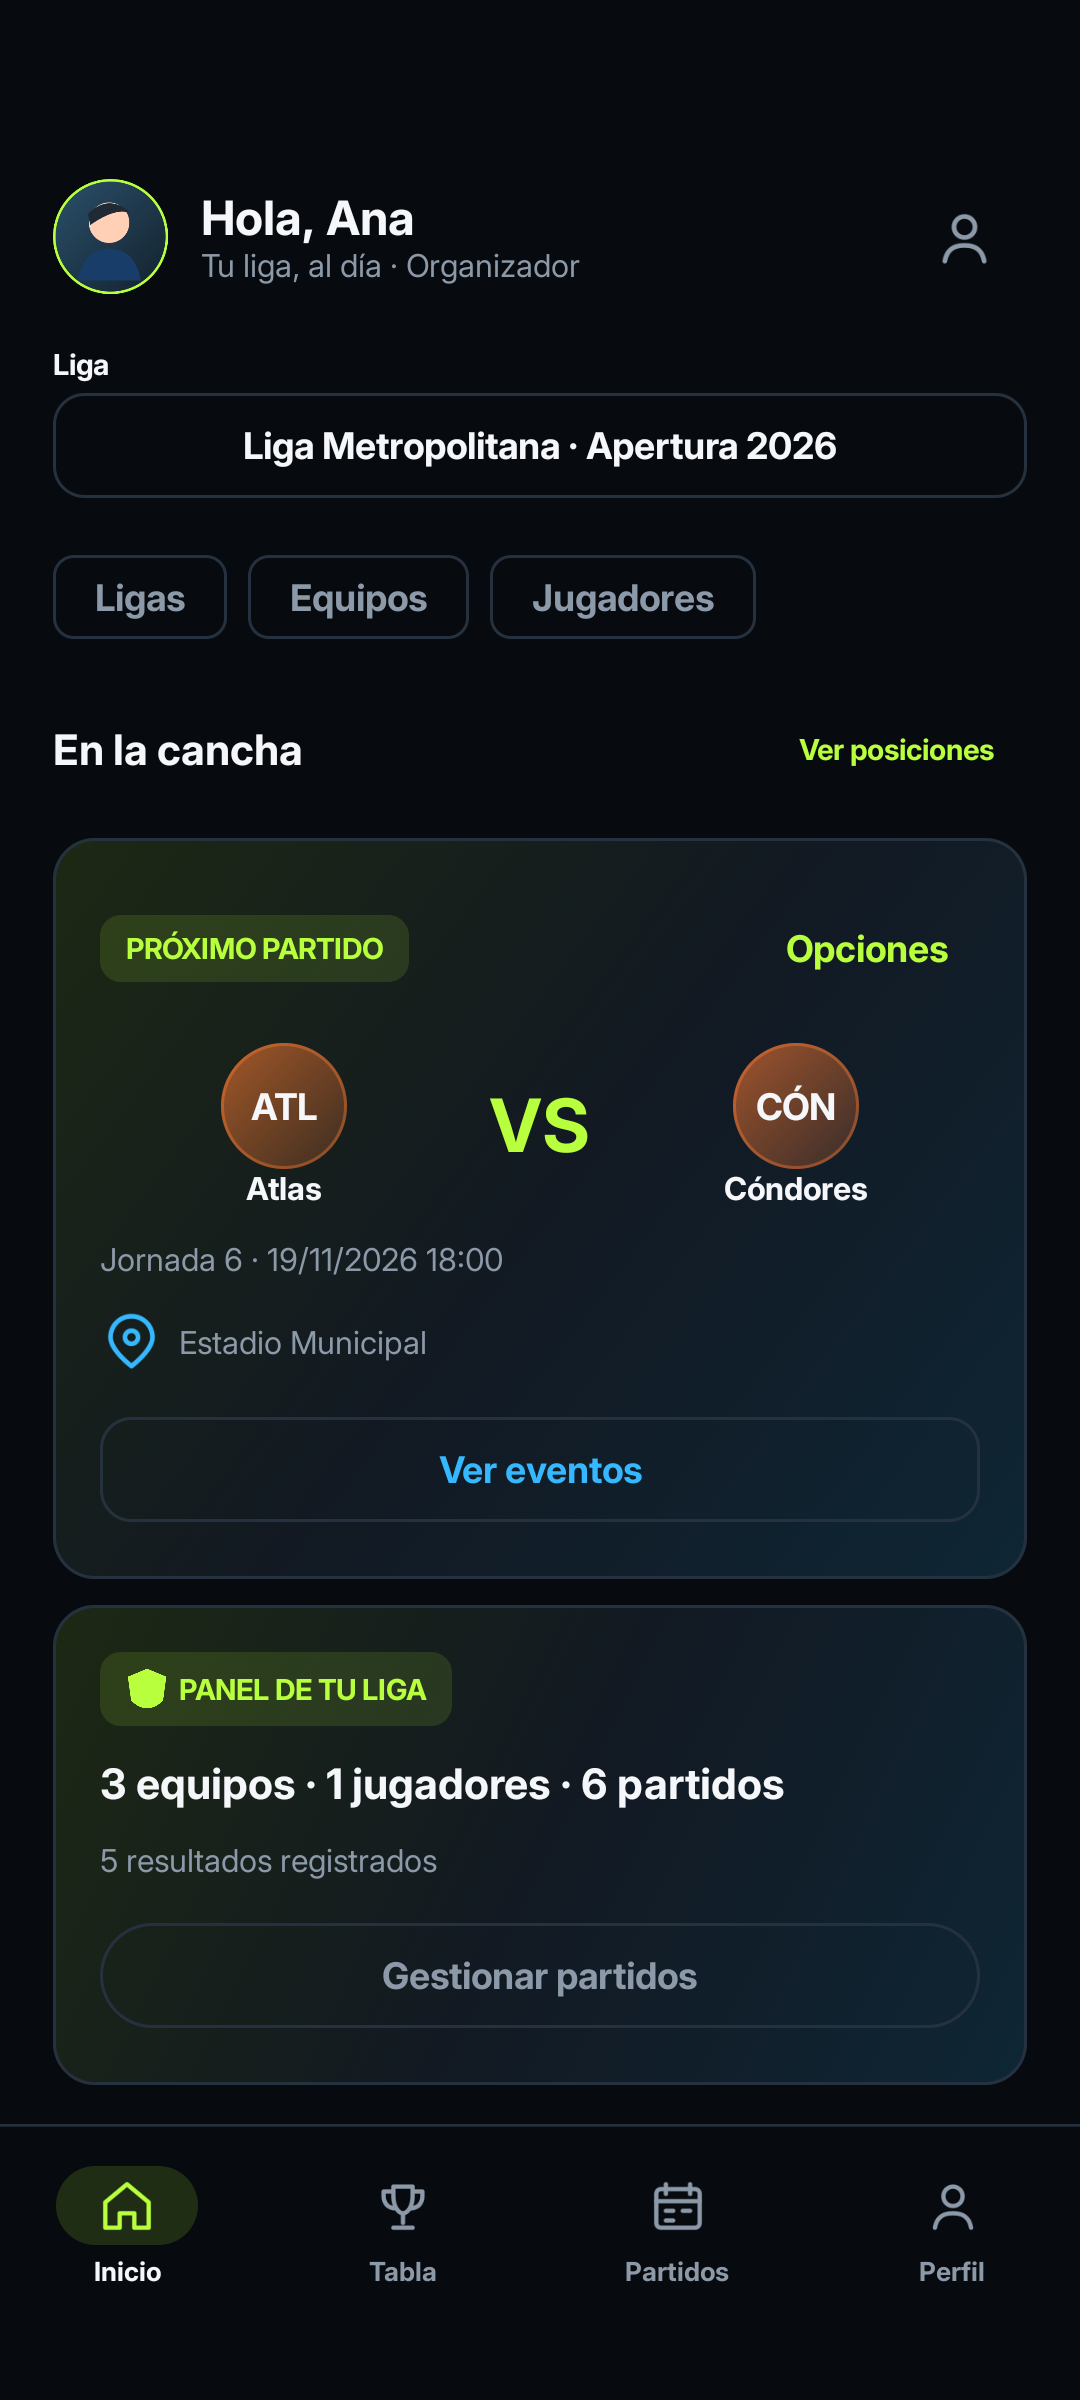 Hola, Ana
Tu liga, al día · Organizador
Liga
Liga Metropolitana · Apertura 2026
Ligas
Equipos
Jugadores
En la cancha
Ver posiciones
PRÓXIMO PARTIDO
Opciones
ATL
VS
CÓN
Atlas
Cóndores
Jornada 6 · 19/11/2026 18:00
Estadio Municipal
Ver eventos
PANEL DE TU LIGA
3 equipos · 1 jugadores · 6 partidos
5 resultados registrados
Gestionar partidos
Inicio
Tabla
Partidos
Perfil